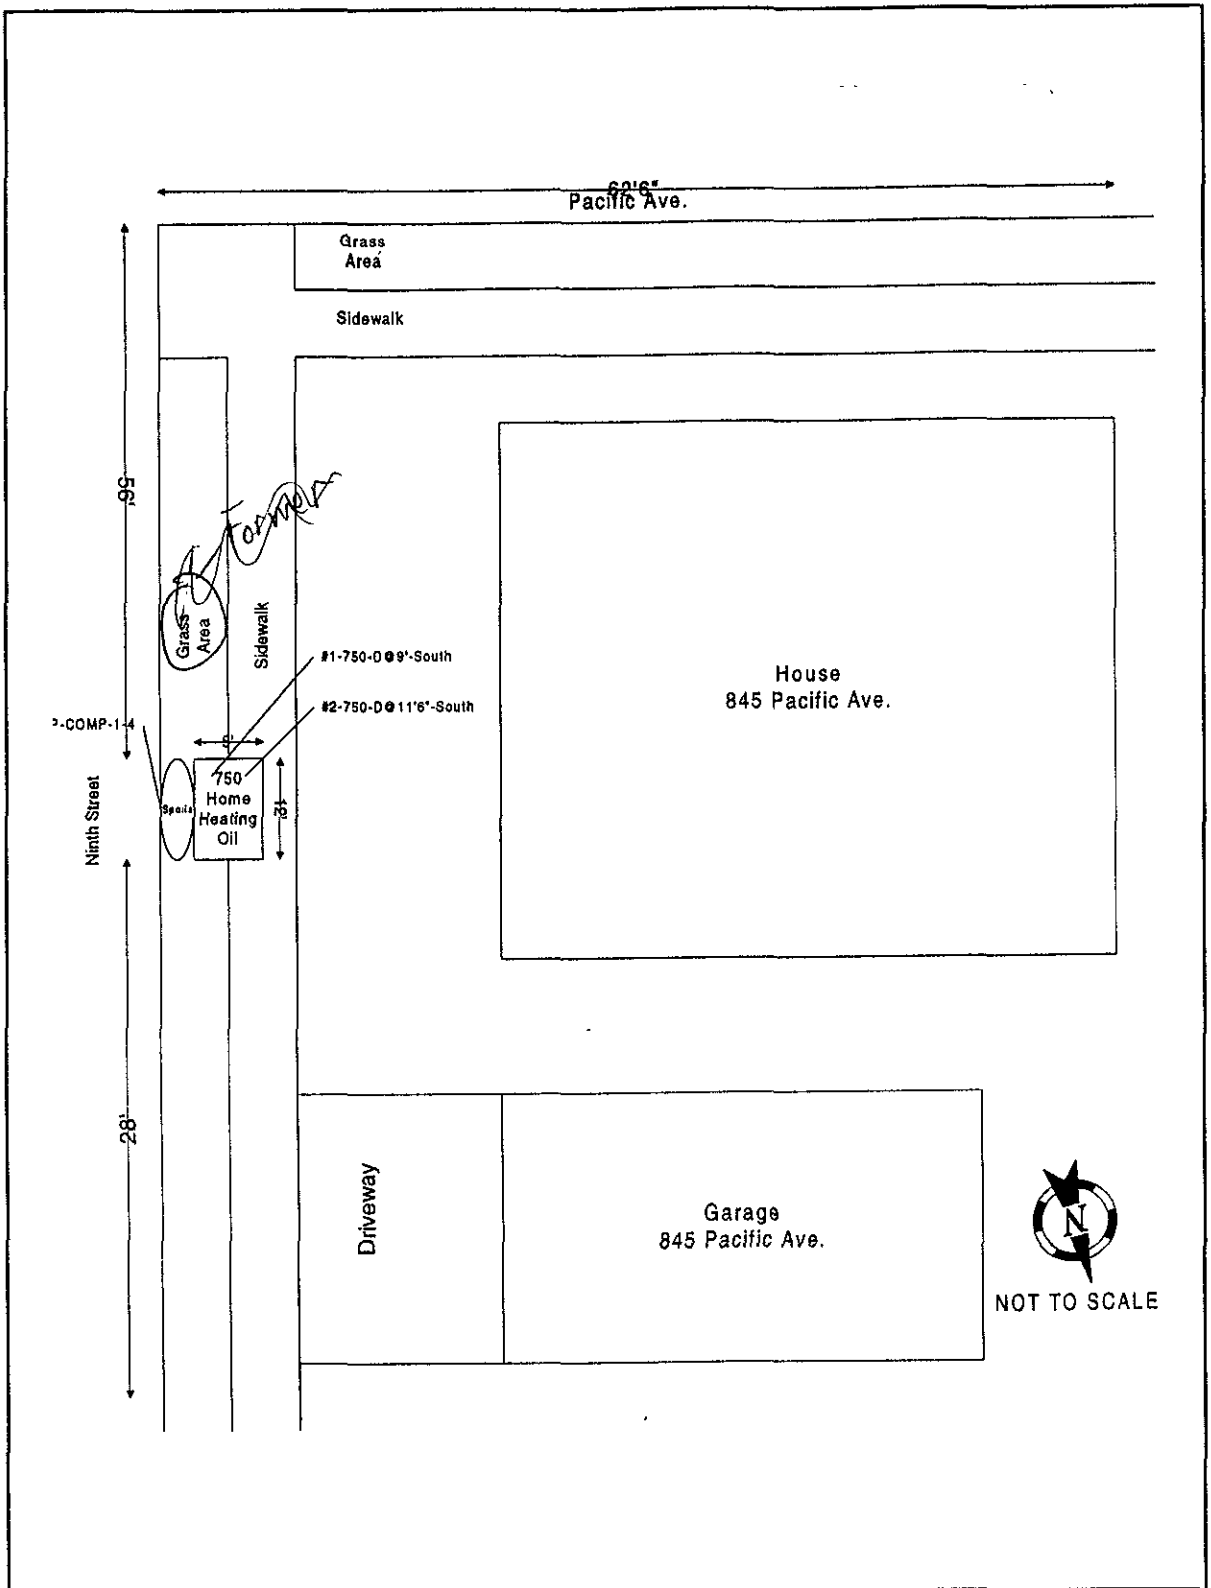 62'6"
Pacific Ave.
Grass
Area
Sidewalk
56'
Former
Grass
Area
Sidewalk
#1-750-D@9'-South
#2-750-D@11'6"-South
-COMP-1-4
9'
750
Home
Heating
Oil
Spoils
12'
Ninth Street
House
845 Pacific Ave.
28'
Driveway
Garage
845 Pacific Ave.
N
NOT TO SCALE